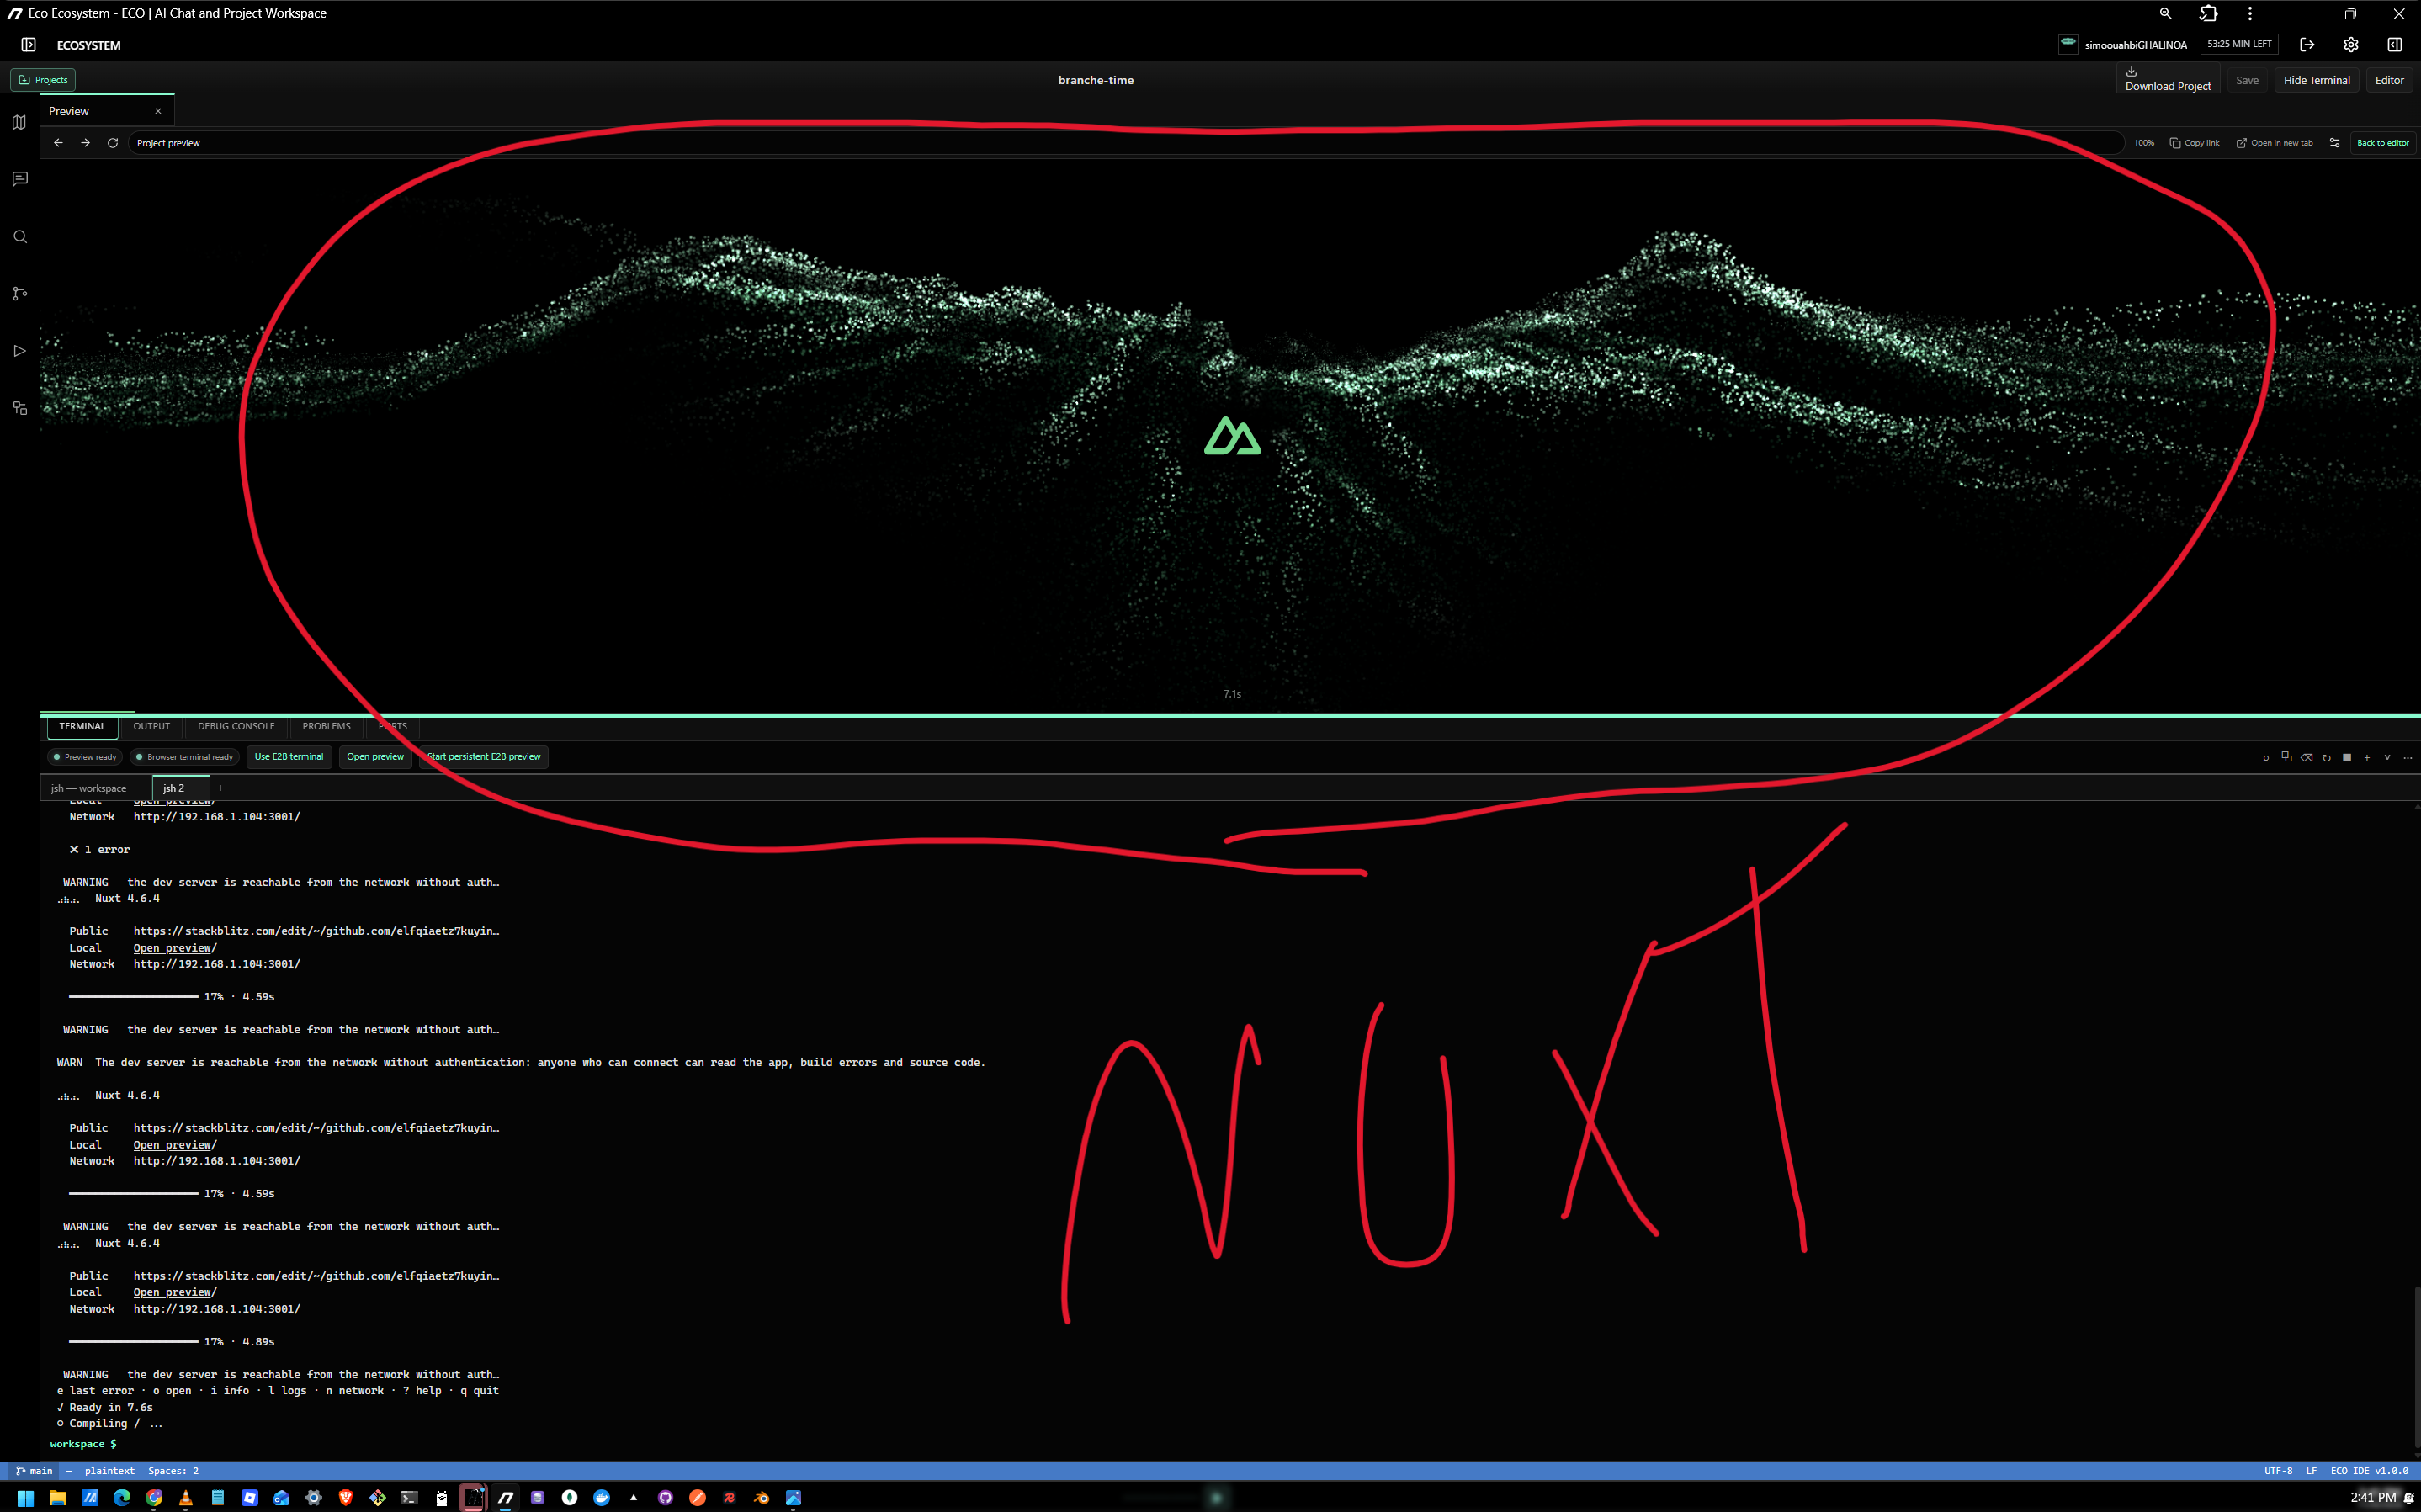 Eco Ecosystem - ECO | AI Chat and Project Workspace
ECOSYSTEM
simoouahbiGHALINOA
53:25 MIN LEFT
Projects
branche-time
Download Project
Save
Hide Terminal
Editor
Preview
Project preview
100%
Copy link
Open in new tab
Back to editor
7.1s
TERMINAL
OUTPUT
DEBUG CONSOLE
PROBLEMS
PORTS
Preview ready
Browser terminal ready
Use E2B terminal
Open preview
Start persistent E2B preview
jsh — workspace
jsh 2
Local Open preview/
Network http://192.168.1.104:3001/
✕ 1 error
WARNING the dev server is reachable from the network without auth…
Nuxt 4.6.4
Public https://stackblitz.com/edit/~/github.com/elfqiaetz7kuyin…
Local Open preview/
Network http://192.168.1.104:3001/
17% · 4.59s
WARNING the dev server is reachable from the network without auth…
WARN The dev server is reachable from the network without authentication: anyone who can connect can read the app, build errors and source code.
Nuxt 4.6.4
Public https://stackblitz.com/edit/~/github.com/elfqiaetz7kuyin…
Local Open preview/
Network http://192.168.1.104:3001/
17% · 4.59s
WARNING the dev server is reachable from the network without auth…
Nuxt 4.6.4
Public https://stackblitz.com/edit/~/github.com/elfqiaetz7kuyin…
Local Open preview/
Network http://192.168.1.104:3001/
17% · 4.89s
WARNING the dev server is reachable from the network without auth…
e last error · o open · i info · l logs · n network · ? help · q quit
✓ Ready in 7.6s
○ Compiling / …
workspace $
NUXT
main
plaintext
Spaces: 2
UTF-8
LF
ECO IDE v1.0.0
2:41 PM